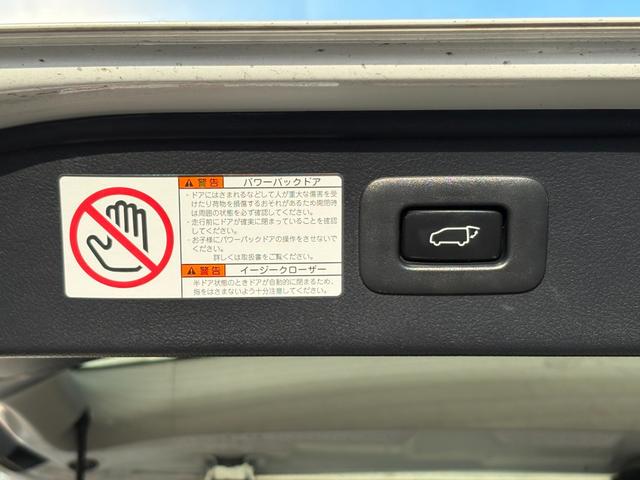 警告 パワーバックドア
・ドアにはさまれるなどして人が重大な傷害を受
けたり荷物を損傷するおそれがあるため開閉時
は周囲の状態を必ず確認してください。
・走行前にドアが確実に閉まっていることを確認
してください。
・お子様にパワーバックドアの操作をさせないで
ください。
詳しくは取扱書をご覧ください。
警告 イージークローザー
半ドア状態のときドアが自動的に閉まるため、
指をはさまないよう十分注意してください。